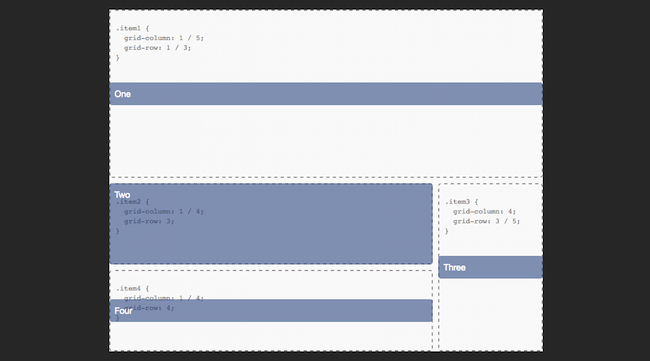 .item1 {
grid-column: 1 / 5;
grid-row: 1 / 3;
}
One
Two
.item2 {
grid-column: 1 / 4;
grid-row: 3;
}
.item3 {
grid-column: 4;
grid-row: 3 / 5;
}
Three
.item4 {
grid-column: 1 / 4;
grid-row: 4;
Four
}